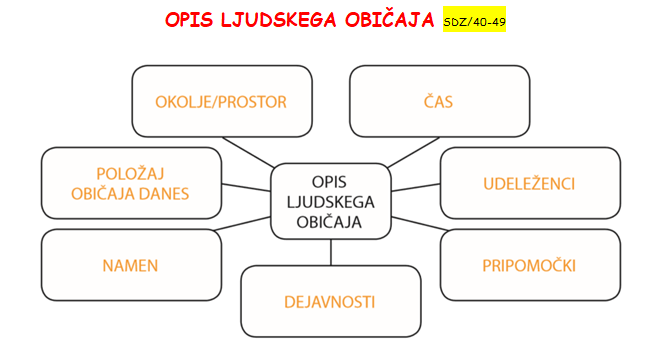 OPIS LJUDSKEGA OBIČAJA SDZ/40-49
OKOLJE/PROSTOR
ČAS
POLOŽAJ
OBIČAJA DANES
OPIS
LJUDSKEGA
OBIČAJA
UDELEŽENCI
NAMEN
PRIPOMOČKI
DEJAVNOSTI